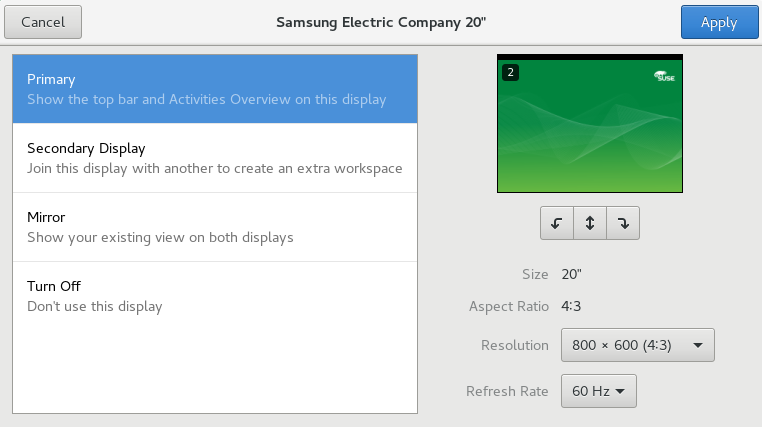 Cancel
Samsung Electric Company 20"
Apply
Primary
Show the top bar and Activities Overview on this display
Secondary Display
Join this display with another to create an extra workspace
Mirror
Show your existing view on both displays
Turn Off
Don't use this display
2
SUSE
Size 20"
Aspect Ratio 4:3
Resolution 800 × 600 (4:3)
Refresh Rate 60 Hz